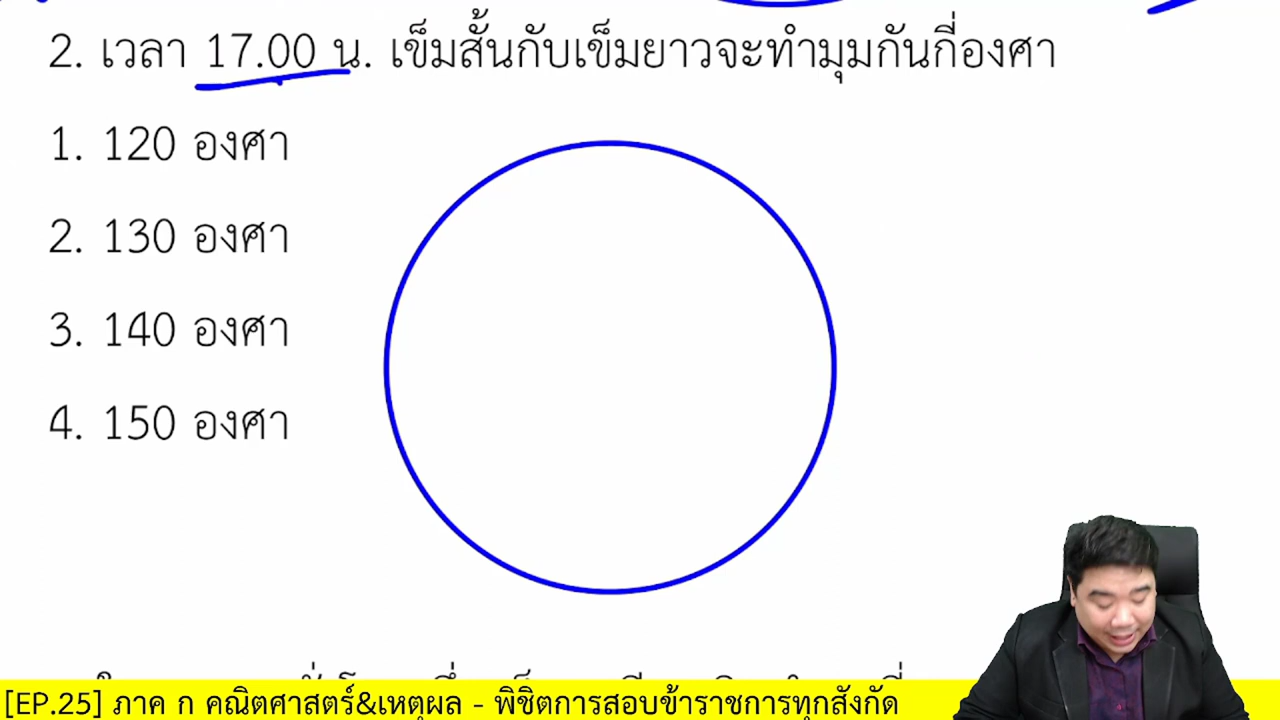 2. เวลา 17.00 น. เข็มสั้นกับเข็มยาวจะทำมุมกันกี่องศา
1. 120 องศา
2. 130 องศา
3. 140 องศา
4. 150 องศา
[EP.25] ภาค ก คณิตศาสตร์&เหตุผล - พิชิตการสอบข้าราชการทุกสังกัด